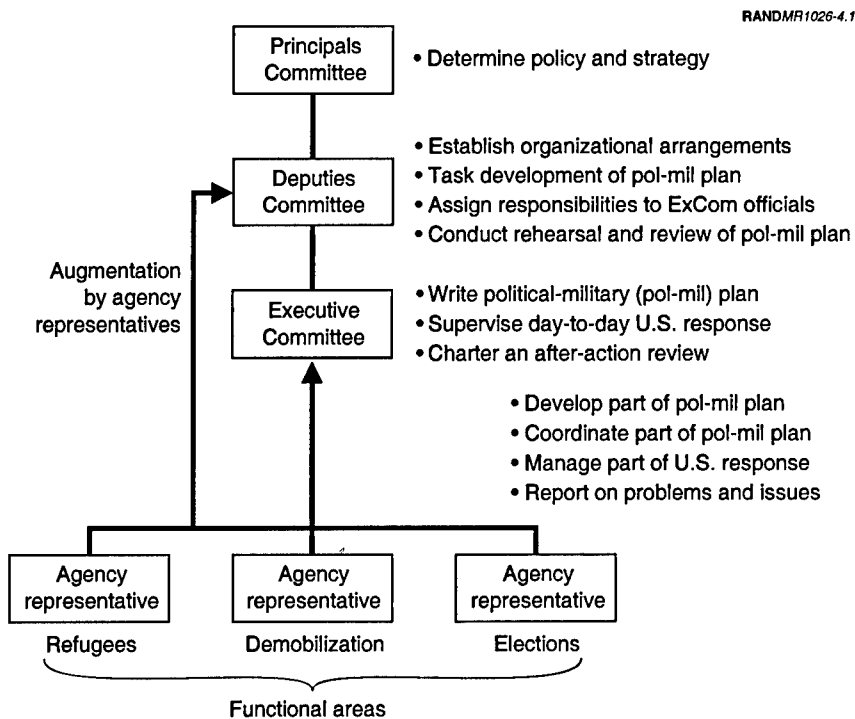 RANDMR1026-4.1
Principals
Committee
• Determine policy and strategy
Deputies
Committee
• Establish organizational arrangements
• Task development of pol-mil plan
• Assign responsibilities to ExCom officials
• Conduct rehearsal and review of pol-mil plan
Augmentation
by agency
representatives
Executive
Committee
• Write political-military (pol-mil) plan
• Supervise day-to-day U.S. response
• Charter an after-action review
• Develop part of pol-mil plan
• Coordinate part of pol-mil plan
• Manage part of U.S. response
• Report on problems and issues
Agency
representative
Refugees
Agency
representative
Demobilization
Agency
representative
Elections
Functional areas